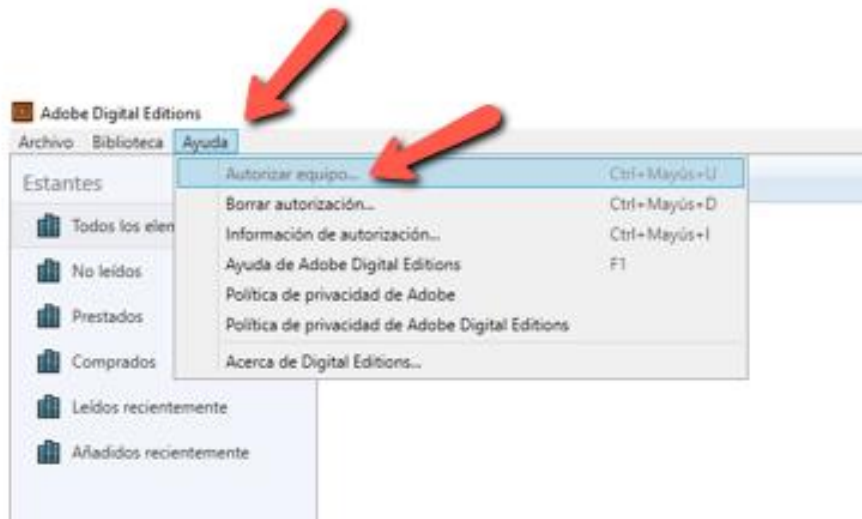 Adobe Digital Editions
Archivo Biblioteca Ayuda
Estantes
Todos los elem
No leídos
Prestados
Comprados
Leídos recientemente
Añadidos recientemente
Autorizar equipo... Ctrl+Mayús+U
Borrar autorización... Ctrl+Mayús+D
Información de autorización... Ctrl+Mayús+I
Ayuda de Adobe Digital Editions F1
Política de privacidad de Adobe
Política de privacidad de Adobe Digital Editions
Acerca de Digital Editions...